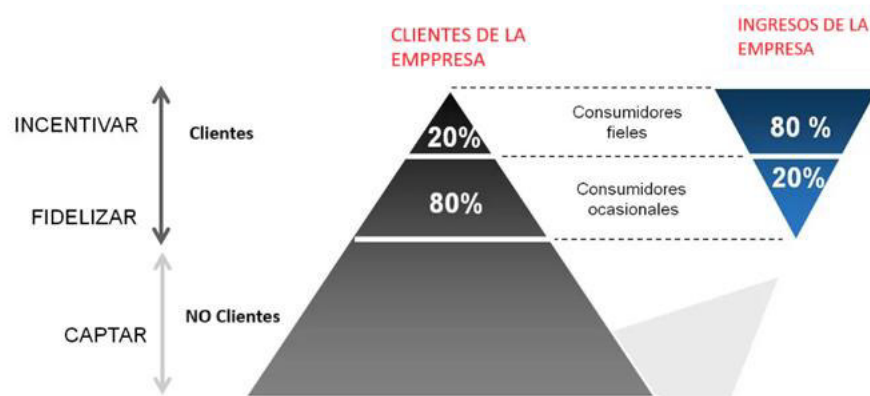 CLIENTES DE LA
EMPPRESA
INGRESOS DE LA
EMPRESA
INCENTIVAR
Clientes
20%
Consumidores
fieles
80 %
FIDELIZAR
80%
Consumidores
ocasionales
20%
CAPTAR
NO Clientes